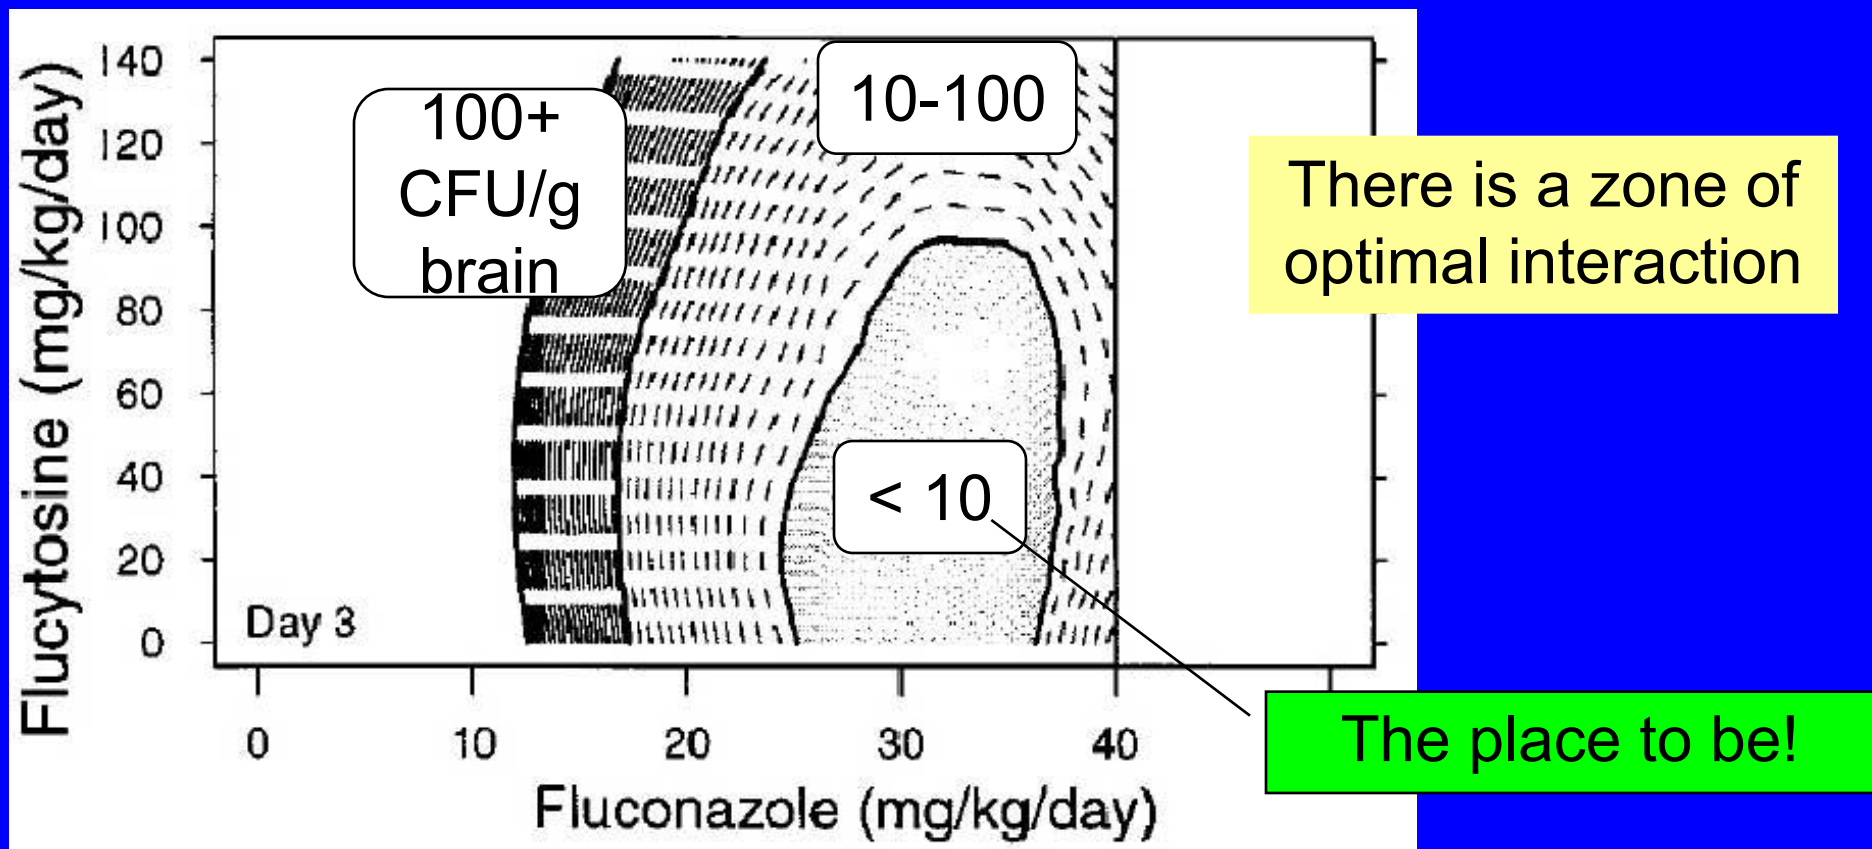 Flucytosine (mg/kg/day)
140
120
100
80
60
40
20
0
100+
CFU/g
brain
10-100
< 10
Day 3
There is a zone of
optimal interaction
The place to be!
0
10
20
30
40
Fluconazole (mg/kg/day)